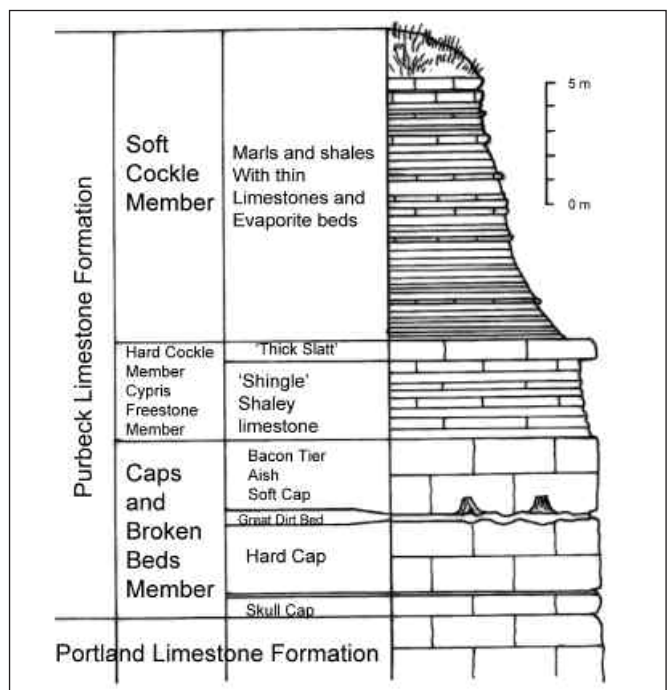 Purbeck Limestone Formation
Soft
Cockle
Member
Marls and shales
With thin
Limestones and
Evaporite beds
5 m
0 m
Hard Cockle
Member
Cypris
Freestone
Member
'Thick Slatt'
'Shingle'
Shaley
limestone
Caps
and
Broken
Beds
Member
Bacon Tier
Aish
Soft Cap
Great Dirt Bed
Hard Cap
Skull Cap
Portland Limestone Formation